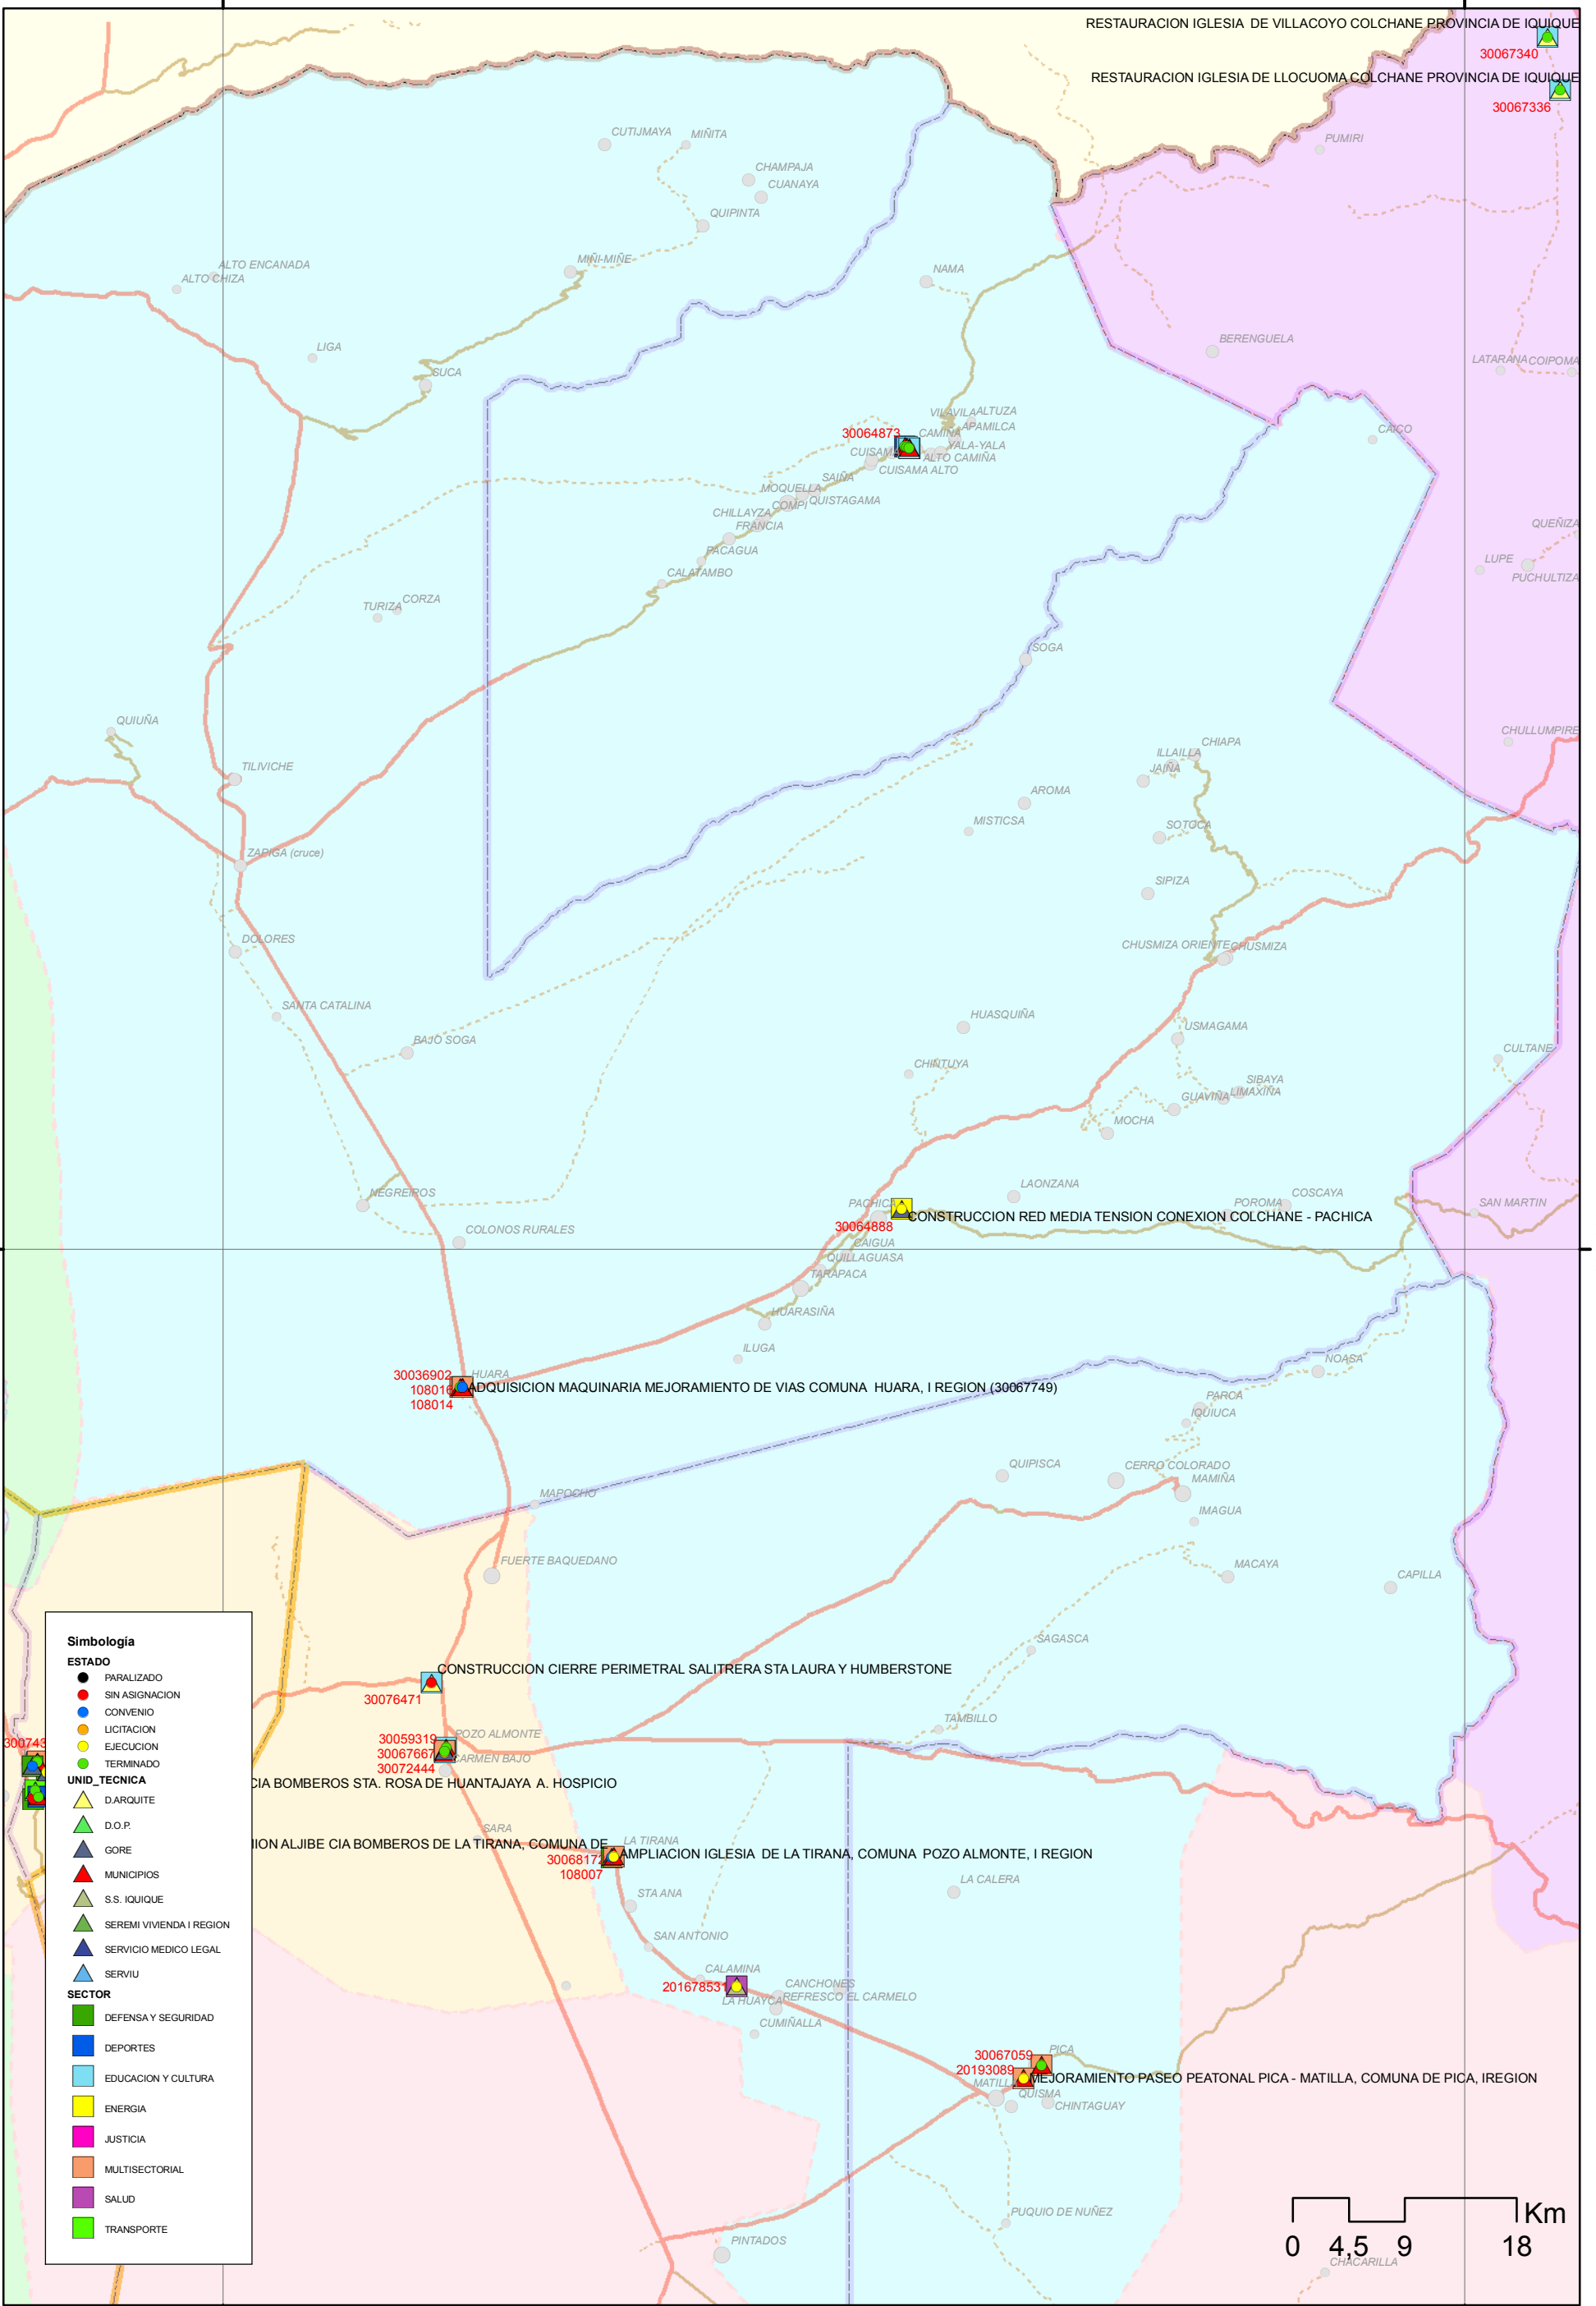 RESTAURACION IGLESIA DE VILLACOYO COLCHANE PROVINCIA DE IQUIQUE
30067340
RESTAURACION IGLESIA DE LLOCUOMA COLCHANE PROVINCIA DE IQUIQUE
30067336
CUTIJMAYA
MIÑITA
PUMIRI
CHAMPAJA
CUANAYA
QUIPINTA
MIÑI-MIÑE
ALTO ENCANADA
ALTO CHIZA
NAMA
LIGA
BERENGUELA
LATARANA
COIPOMA
SUCA
VILAVILA
ALTUZA
APAMILCA
30064873
CAMIÑA
CAICO
YALA-YALA
ALTO CAMIÑA
CUISAMA ALTO
SAIÑA
MOQUELLA
QUISTAGAMA
COMPI
CHILLAYZA
FRANCIA
QUEÑIZA
PACAGUA
LUPE
CALATAMBO
PUCHULTIZA
CORZA
TURIZA
SOGA
QUIUÑA
CHULLUMPIRE
CHIAPA
ILLAILLA
TILIVICHE
JAIÑA
AROMA
MISTICSA
SOTOCA
ZAPIGA (cruce)
SIPIZA
DOLORES
CHUSMIZA ORIENTE
CHUSMIZA
SANTA CATALINA
HUASQUIÑA
USMAGAMA
BAJO SOGA
CULTANE
CHINTUYA
SIBAYA
LIMAXIÑA
GUAVIÑA
MOCHA
LAONZANA
NEGREIROS
PACHICA
POROMA
COSCAYA
SAN MARTIN
CONSTRUCCION RED MEDIA TENSION CONEXION COLCHANE - PACHICA
30064888
COLONOS RURALES
CAIGUA
QUILLAGUASA
TARAPACA
HUARASIÑA
ILUGA
NOASA
30036902
HUARA
108016
ADQUISICION MAQUINARIA MEJORAMIENTO DE VIAS COMUNA HUARA, I REGION (30067749)
108014
PARCA
IQUIUCA
QUIPISCA
CERRO COLORADO
MAMIÑA
MAPOCHO
IMAGUA
FUERTE BAQUEDANO
MACAYA
CAPILLA
SAGASCA
CONSTRUCCION CIERRE PERIMETRAL SALITRERA STA LAURA Y HUMBERSTONE
30076471
TAMBILLO
30059319
POZO ALMONTE
30067667
CARMEN BAJO
30072444
300743
CIA BOMBEROS STA. ROSA DE HUANTAJAYA A. HOSPICIO
SARA
ION ALJIBE CIA BOMBEROS DE LA TIRANA, COMUNA DE
LA TIRANA
AMPLIACION IGLESIA DE LA TIRANA, COMUNA POZO ALMONTE, I REGION
30068172
108007
LA CALERA
STA ANA
SAN ANTONIO
CALAMINA
201678531
CANCHONES
REFRESCO EL CARMELO
LA HUAYCA
CUMIÑALLA
30067059
PICA
20193089
MEJORAMIENTO PASEO PEATONAL PICA - MATILLA, COMUNA DE PICA, IREGION
QUISMA
CHINTAGUAY
PUQUIO DE NUÑEZ
PINTADOS
CHACARILLA
Simbología
ESTADO
PARALIZADO
SIN ASIGNACION
CONVENIO
LICITACION
EJECUCION
TERMINADO
UNID_TECNICA
D.ARQUITE
D.O.P.
GORE
MUNICIPIOS
S.S. IQUIQUE
SEREMI VIVIENDA I REGION
SERVICIO MEDICO LEGAL
SERVIU
SECTOR
DEFENSA Y SEGURIDAD
DEPORTES
EDUCACION Y CULTURA
ENERGIA
JUSTICIA
MULTISECTORIAL
SALUD
TRANSPORTE
Km
0 4,5 9 18